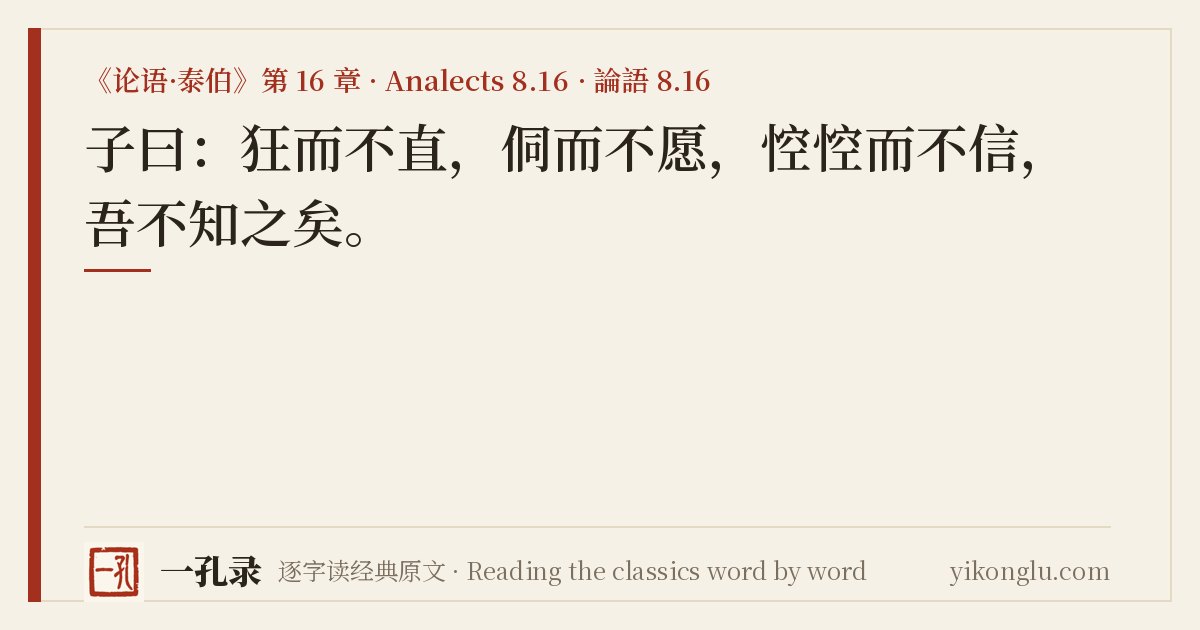 《论语·泰伯》第 16 章 · Analects 8.16 · 論語 8.16
子曰：狂而不直，侗而不愿，悾悾而不信，
吾不知之矣。
一孔
一孔录 逐字读经典原文 · Reading the classics word by word yikonglu.com